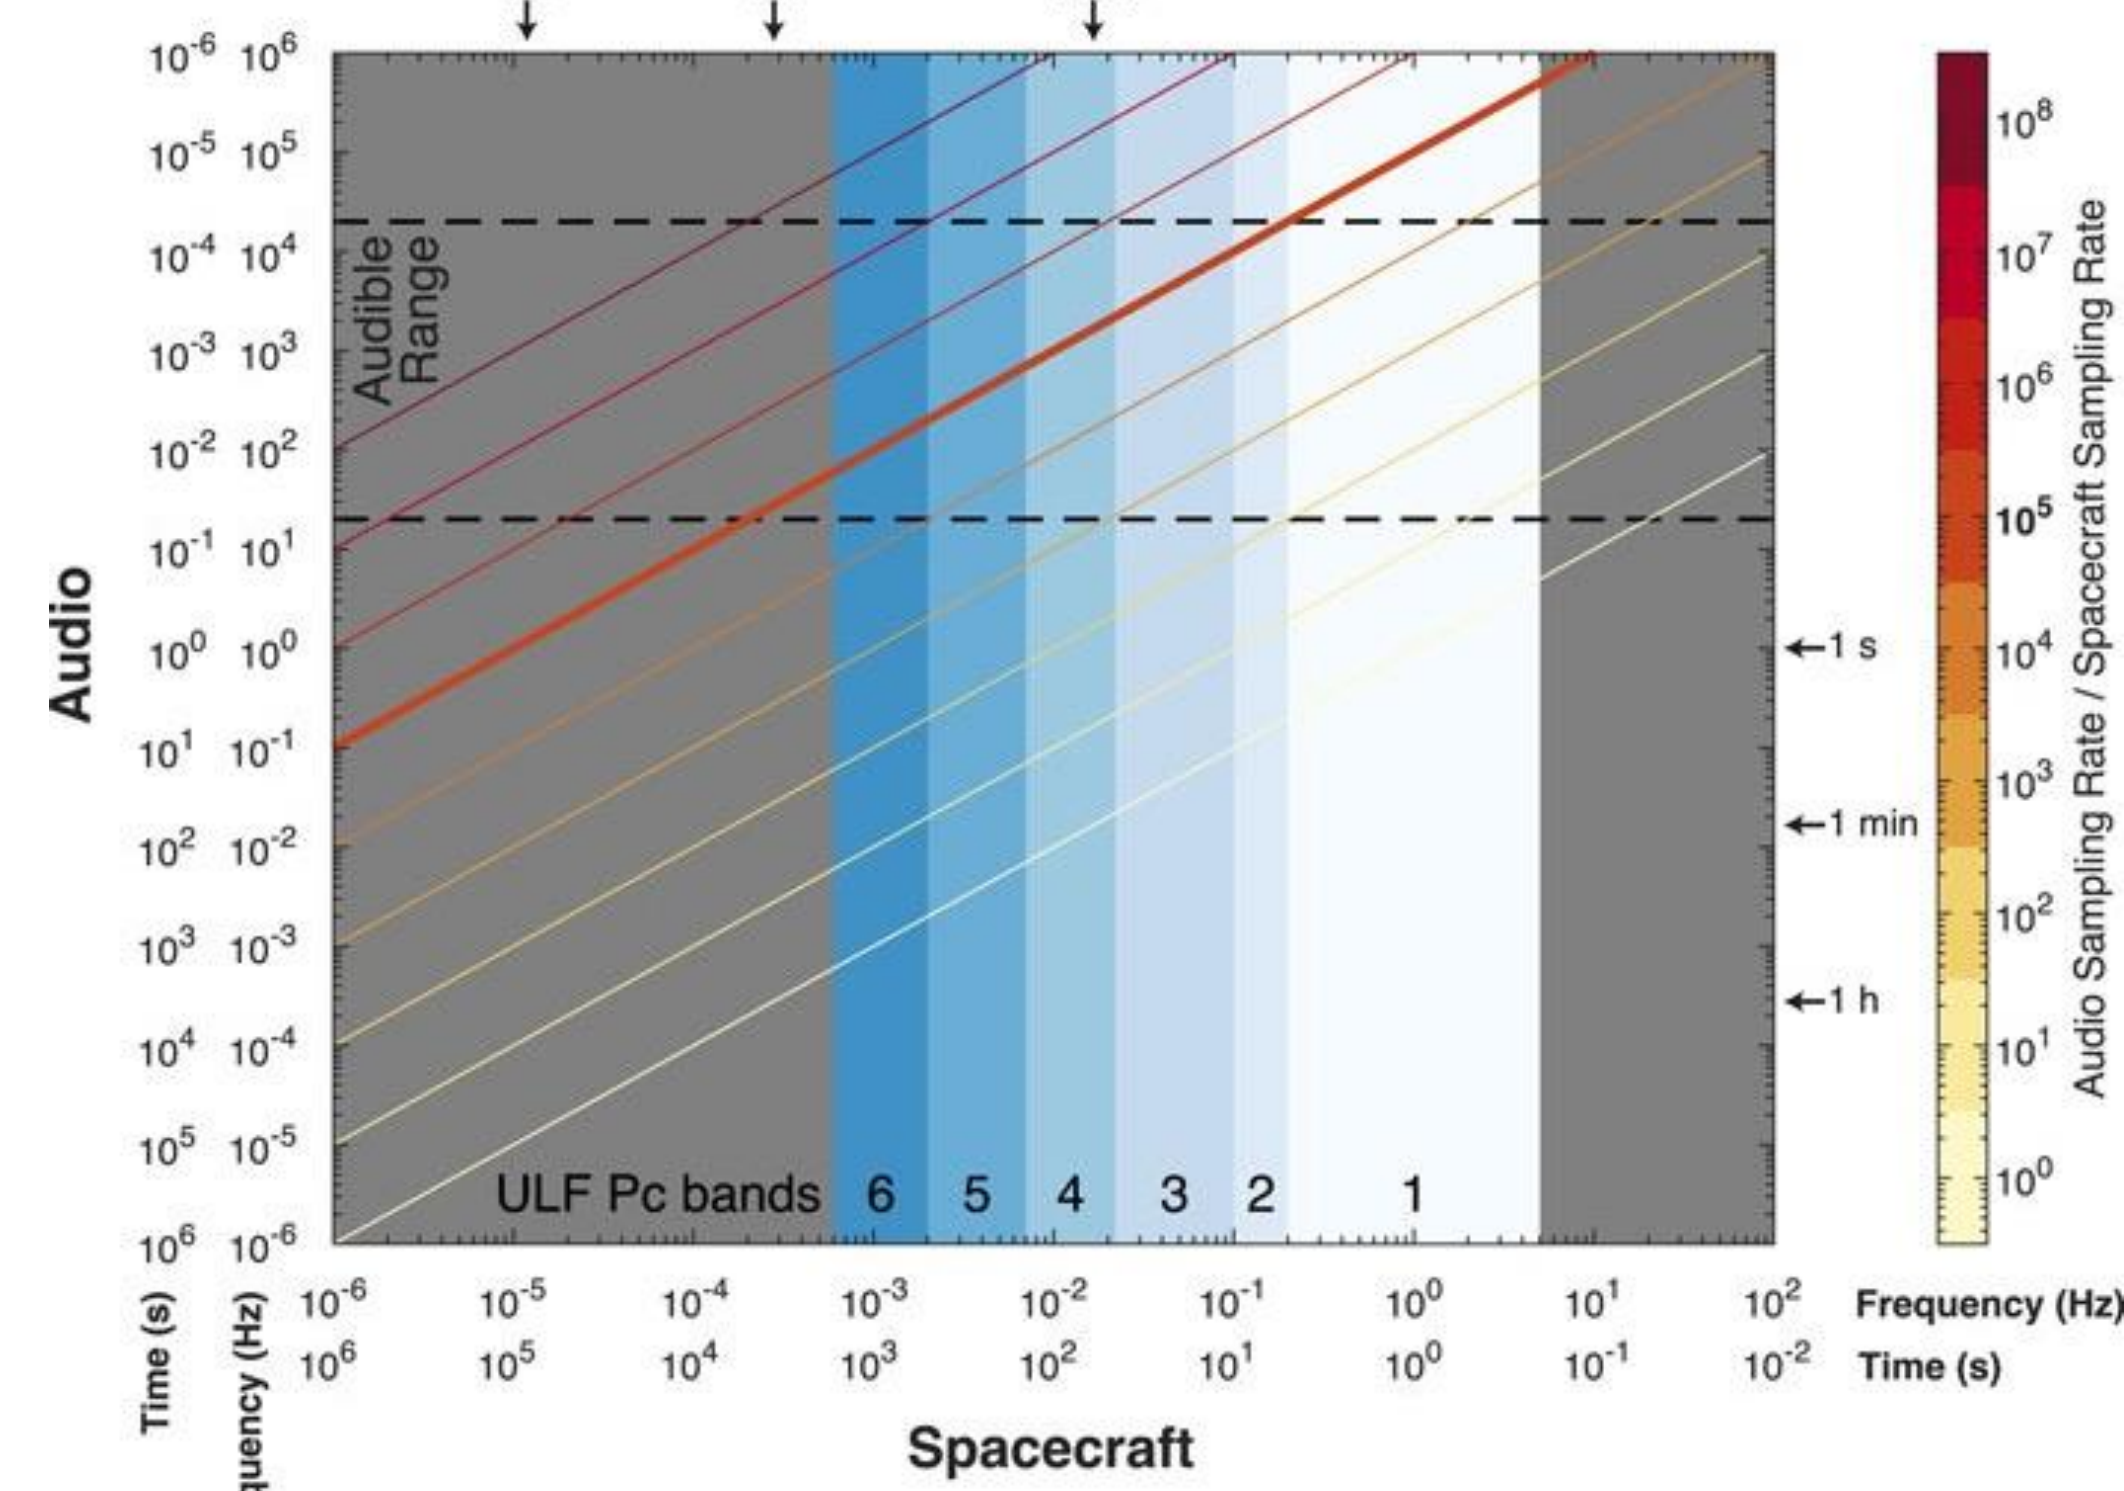 10⁻⁶ 10⁶
10⁻⁵ 10⁵
10⁻⁴ 10⁴
10⁻³ 10³
10⁻² 10²
10⁻¹ 10¹
10⁰ 10⁰
10¹ 10⁻¹
10² 10⁻²
10³ 10⁻³
10⁴ 10⁻⁴
10⁵ 10⁻⁵
10⁶ 10⁻⁶
Audio
Time (s)
quency (Hz)
Audible
Range
ULF Pc bands 6 5 4 3 2 1
←1 s
←1 min
←1 h
10⁸
10⁷
10⁶
10⁵
10⁴
10³
10²
10¹
10⁰
Audio Sampling Rate / Spacecraft Sampling Rate
10⁻⁶ 10⁻⁵ 10⁻⁴ 10⁻³ 10⁻² 10⁻¹ 10⁰ 10¹ 10² Frequency (Hz)
10⁶ 10⁵ 10⁴ 10³ 10² 10¹ 10⁰ 10⁻¹ 10⁻² Time (s)
Spacecraft